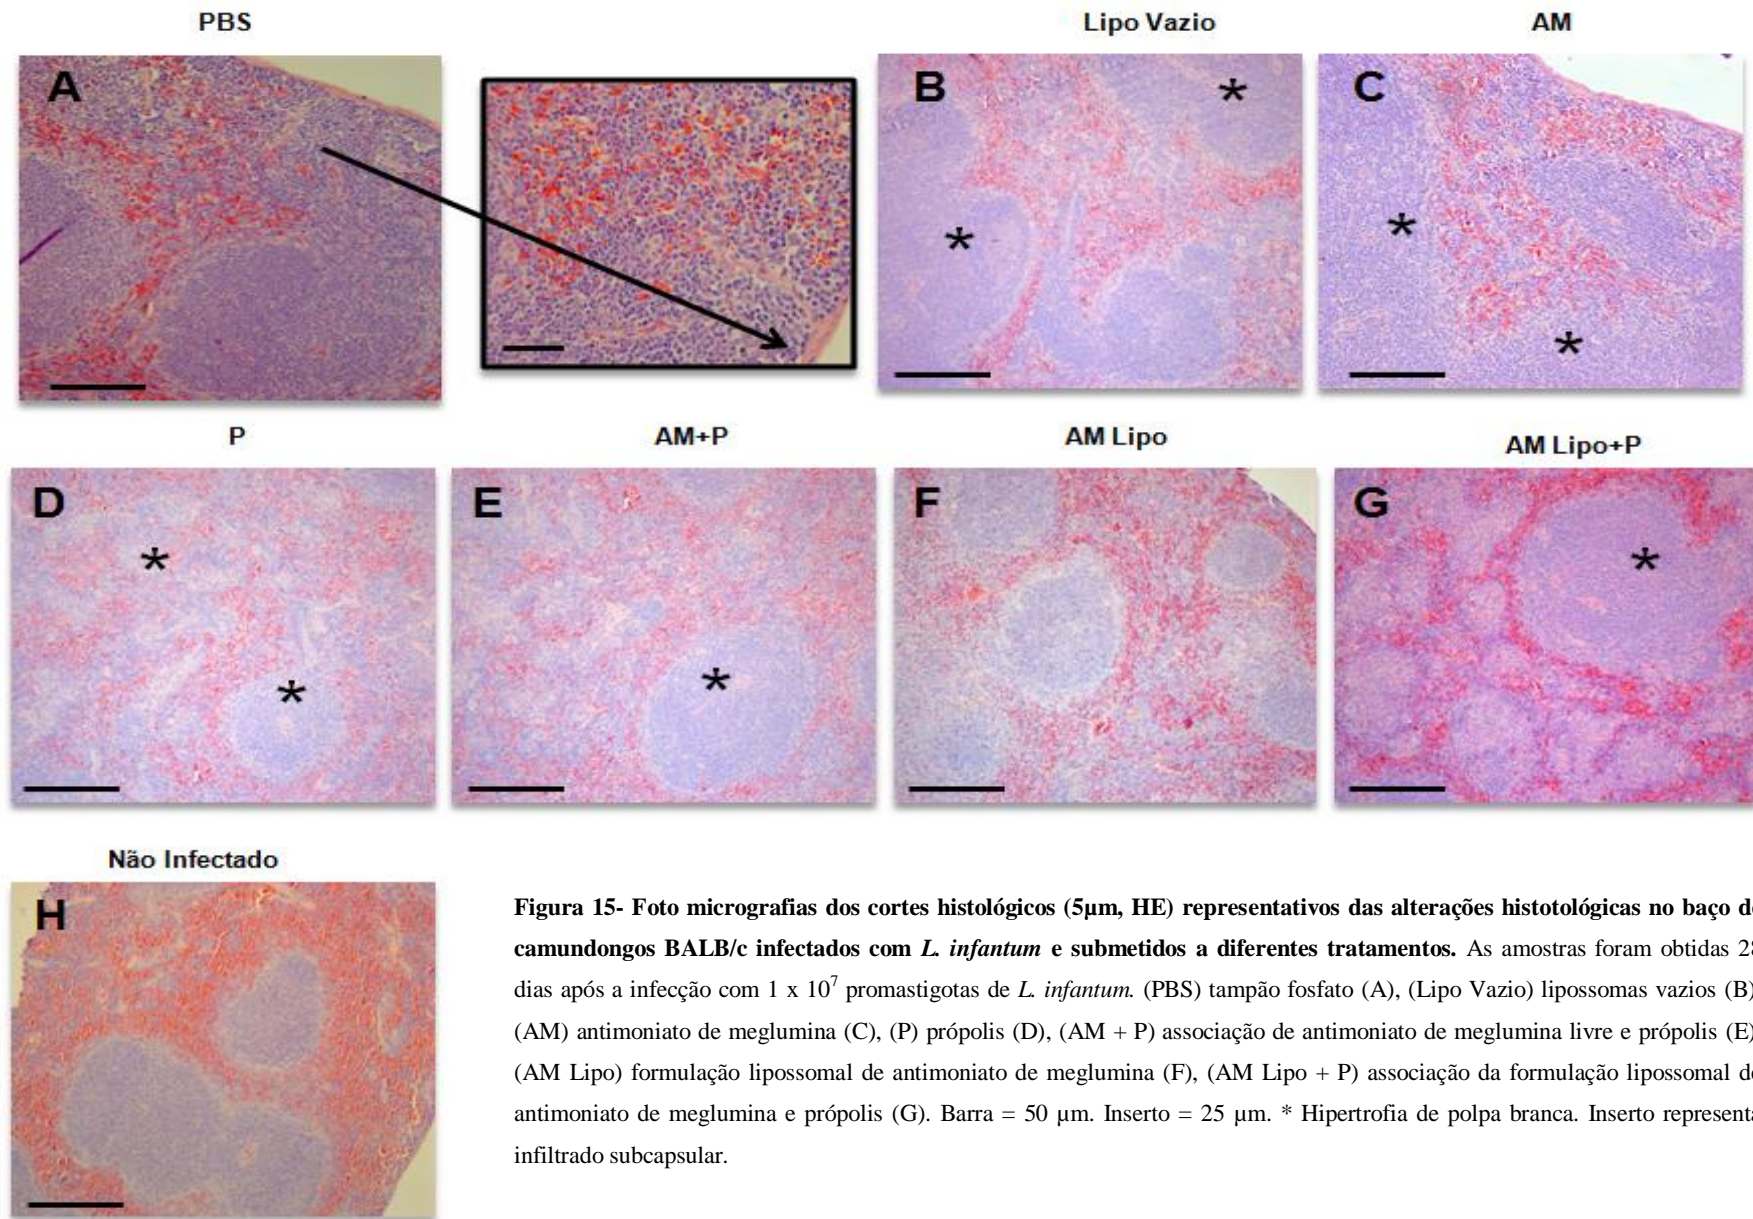 PBS
Lipo Vazio
AM
A
B
*
*
C
*
*
P
AM+P
AM Lipo
AM Lipo+P
D
*
*
E
*
F
G
*
Não Infectado
H
Figura 15- Foto micrografias dos cortes histológicos (5µm, HE) representativos das alterações histotológicas no baço de
camundongos BALB/c infectados com L. infantum e submetidos a diferentes tratamentos. As amostras foram obtidas 28
dias após a infecção com 1 x 10⁷ promastigotas de L. infantum. (PBS) tampão fosfato (A), (Lipo Vazio) lipossomas vazios (B)
(AM) antimoniato de meglumina (C), (P) própolis (D), (AM + P) associação de antimoniato de meglumina livre e própolis (E)
(AM Lipo) formulação lipossomal de antimoniato de meglumina (F), (AM Lipo + P) associação da formulação lipossomal de
antimoniato de meglumina e própolis (G). Barra = 50 µm. Inserto = 25 µm. * Hipertrofia de polpa branca. Inserto representa
infiltrado subcapsular.